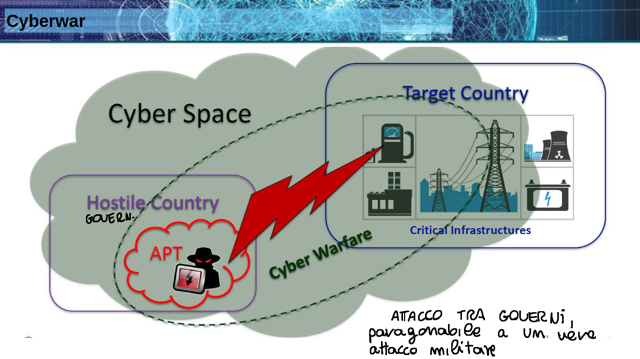 Cyberwar
Cyber Space
Target Country
Hostile Country
GOVERN.
APT
Cyber Warfare
Critical Infrastructures
ATTACCO TRA GOVERNi,
paragonabile a un vero
attacco militare